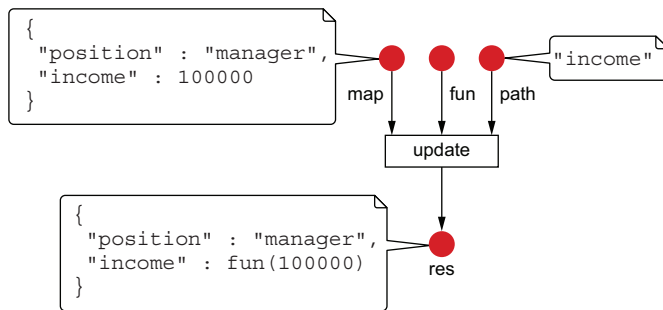 {
"position" : "manager",
"income" : 100000
}
"income"
map
fun
path
update
{
"position" : "manager",
"income" : fun(100000)
}
res